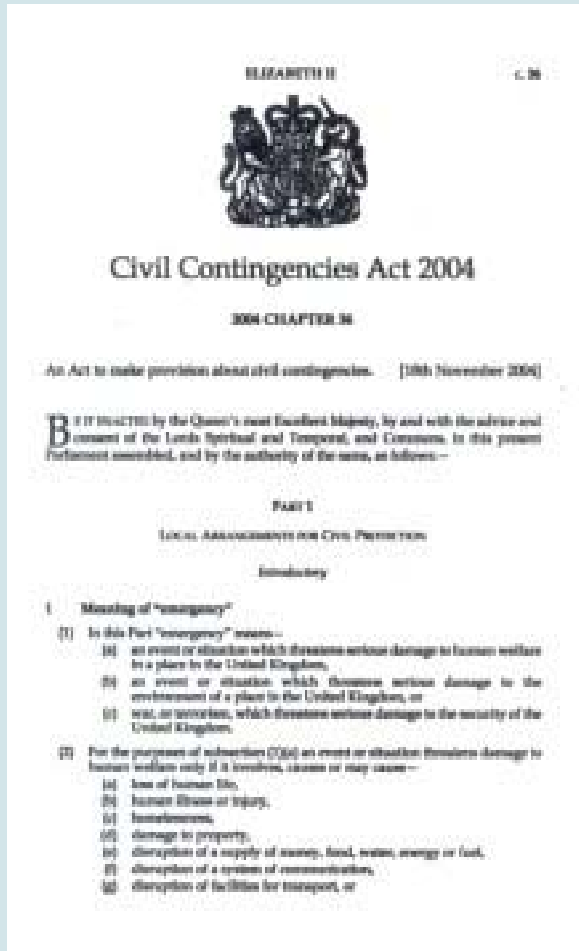 ELIZABETH II c. 36
Civil Contingencies Act 2004
2004 CHAPTER 36
An Act to make provision about civil contingencies. [18th November 2004]
BE IT ENACTED by the Queen's most Excellent Majesty, by and with the advice and
consent of the Lords Spiritual and Temporal, and Commons, in this present
Parliament assembled, and by the authority of the same, as follows:—
PART 1
LOCAL ARRANGEMENTS FOR CIVIL PROTECTION
Introductory
1 Meaning of "emergency"
(1) In this Part "emergency" means—
(a) an event or situation which threatens serious damage to human welfare
in a place in the United Kingdom,
(b) an event or situation which threatens serious damage to the
environment of a place in the United Kingdom, or
(c) war, or terrorism, which threatens serious damage to the security of the
United Kingdom.
(2) For the purposes of subsection (1)(a) an event or situation threatens damage to
human welfare only if it involves, causes or may cause—
(a) loss of human life,
(b) human illness or injury,
(c) homelessness,
(d) damage to property,
(e) disruption of a supply of money, food, water, energy or fuel,
(f) disruption of a system of communication,
(g) disruption of facilities for transport, or